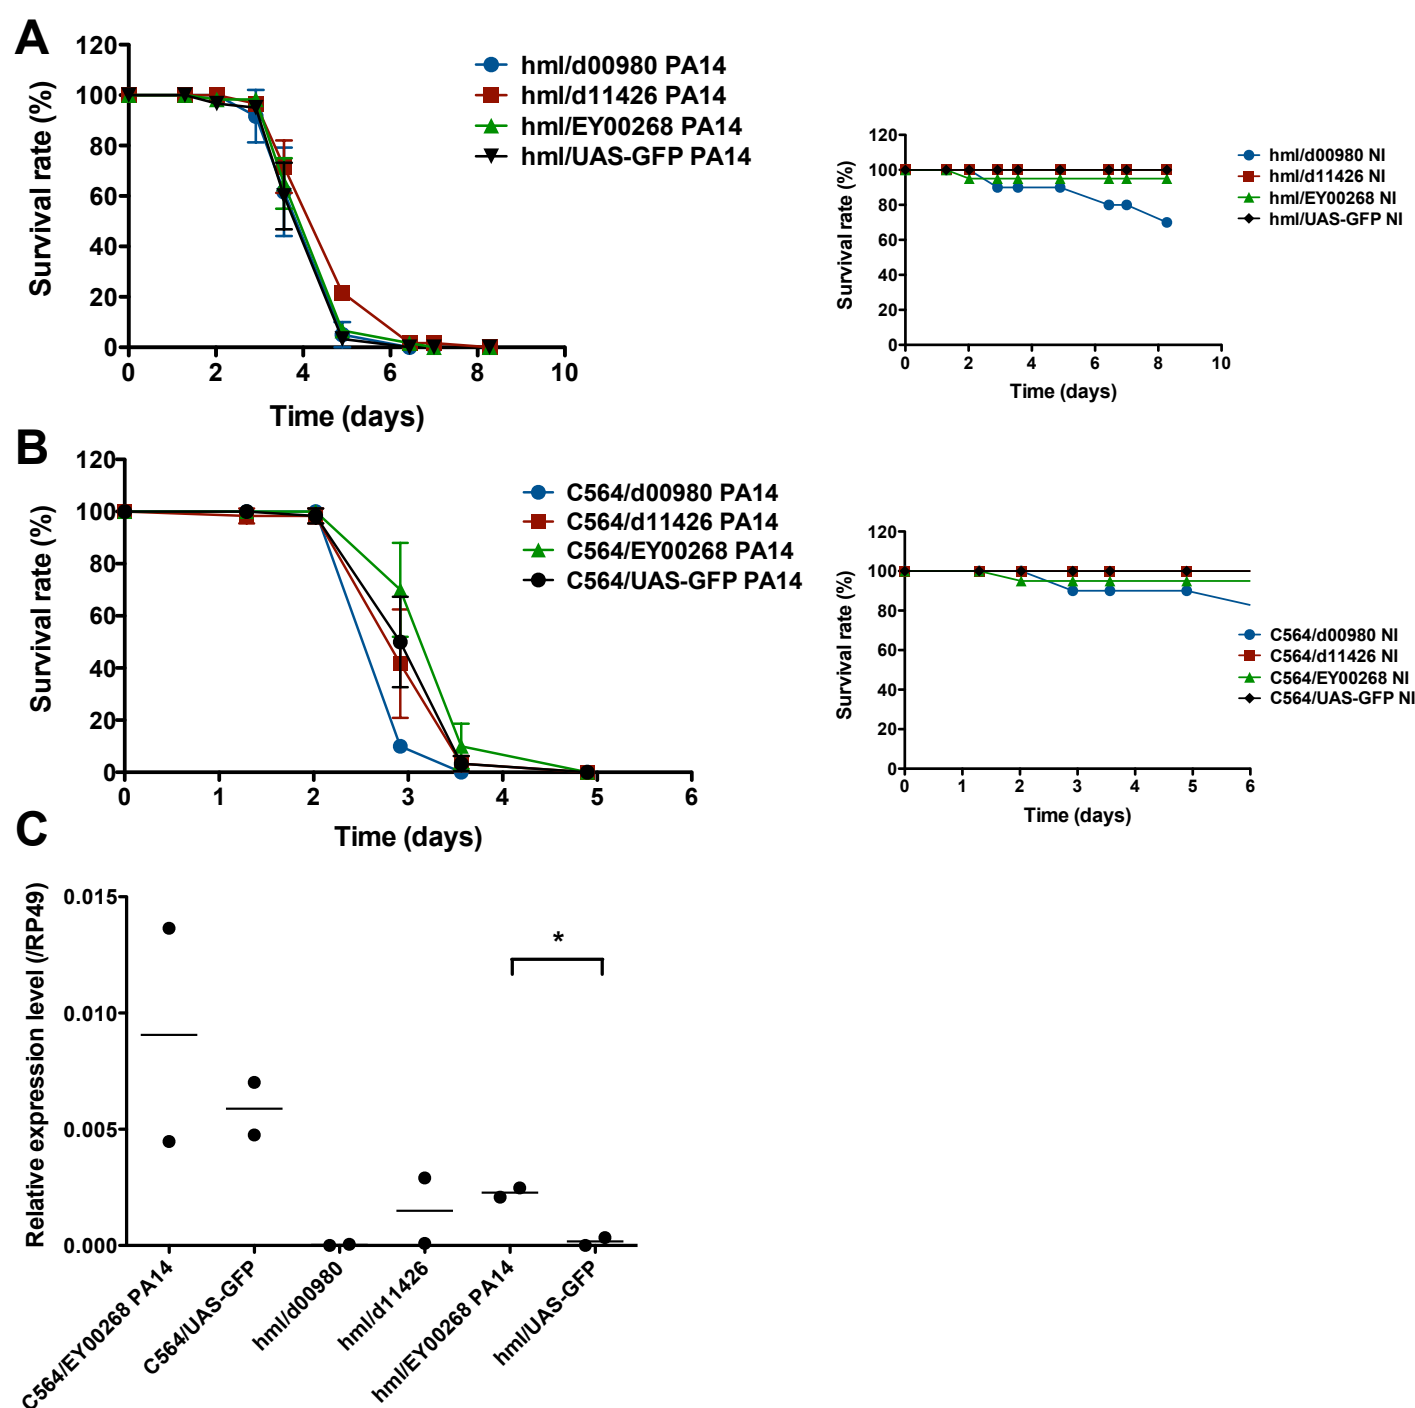 A
120
100
80
60
40
20
0
Survival rate (%)
0 2 4 6 8 10
Time (days)
hml/d00980 PA14
hml/d11426 PA14
hml/EY00268 PA14
hml/UAS-GFP PA14
120
100
80
60
40
20
0
Survival rate (%)
0 2 4 6 8 10
Time (days)
hml/d00980 NI
hml/d11426 NI
hml/EY00268 NI
hml/UAS-GFP NI
B
120
100
80
60
40
20
0
Survival rate (%)
0 1 2 3 4 5 6
Time (days)
C564/d00980 PA14
C564/d11426 PA14
C564/EY00268 PA14
C564/UAS-GFP PA14
120
100
80
60
40
20
0
Survival rate (%)
0 1 2 3 4 5 6
Time (days)
C564/d00980 NI
C564/d11426 NI
C564/EY00268 NI
C564/UAS-GFP NI
C
0.015
0.010
0.005
0.000
Relative expression level (/RP49)
*
C564/EY00268 PA14
C564/UAS-GFP
hml/d00980
hml/d11426
hml/EY00268 PA14
hml/UAS-GFP